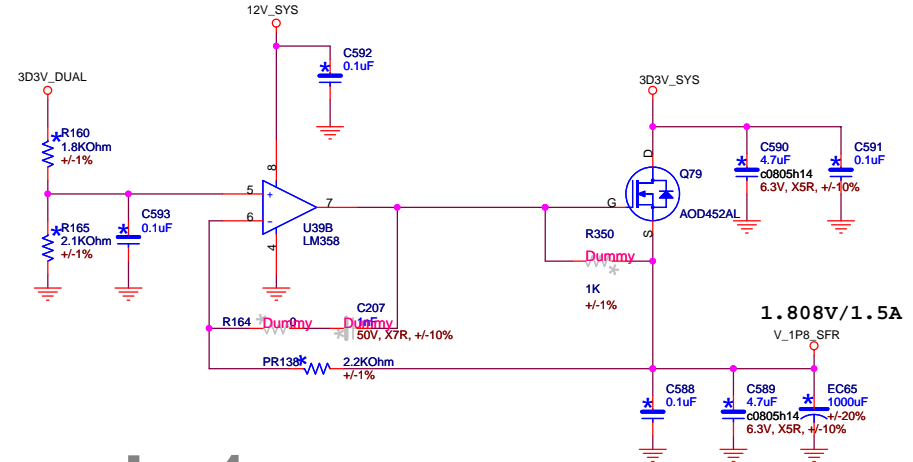 12V_SYS
C592
0.1uF
3D3V_DUAL
3D3V_SYS
R160
1.8KOhm
+/-1%
8
D
C590
4.7uF
c0805h14
6.3V, X5R, +/-10%
C591
0.1uF
Q79
5
+
7
G
AOD452AL
6
-
U39B
LM358
C593
0.1uF
R165
2.1KOhm
+/-1%
4
S
R350
Dummy
1K
+/-1%
1.808V/1.5A
V_1P8_SFR
R164
Dummy
0
C207
Dummy
1nF
50V, X7R, +/-10%
PR138
2.2KOhm
+/-1%
C588
0.1uF
C589
4.7uF
c0805h14
6.3V, X5R, +/-10%
EC65
1000uF
+/-20%